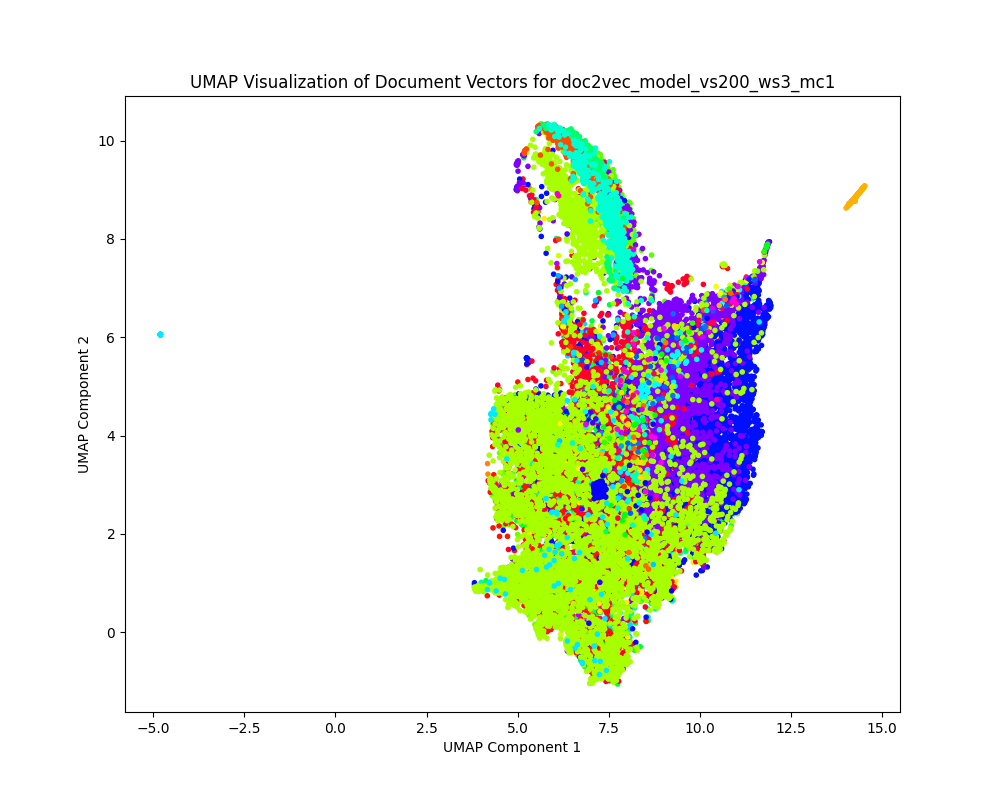 UMAP Visualization of Document Vectors for doc2vec_model_vs200_ws3_mc1
10
8
6
4
2
0
UMAP Component 2
−5.0 −2.5 0.0 2.5 5.0 7.5 10.0 12.5 15.0
UMAP Component 1